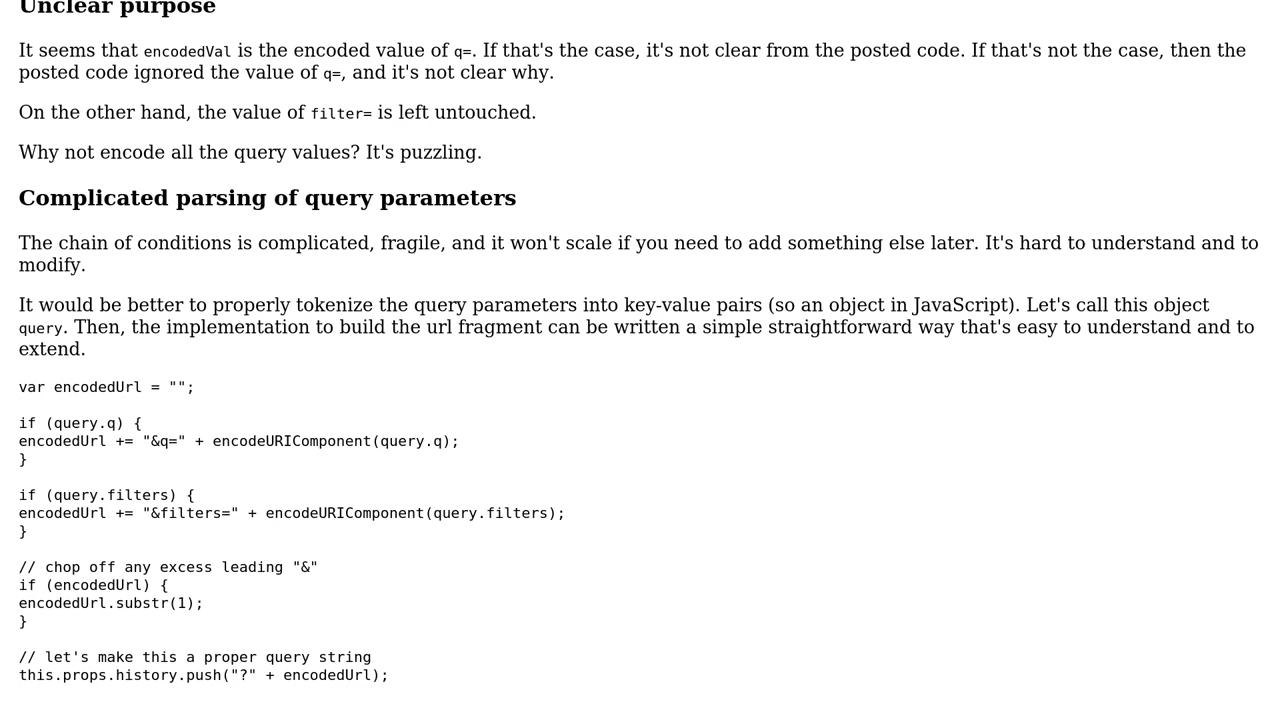 Unclear purpose
It seems that encodedVal is the encoded value of q=. If that's the case, it's not clear from the posted code. If that's not the case, then the
posted code ignored the value of q=, and it's not clear why.
On the other hand, the value of filter= is left untouched.
Why not encode all the query values? It's puzzling.
Complicated parsing of query parameters
The chain of conditions is complicated, fragile, and it won't scale if you need to add something else later. It's hard to understand and to
modify.
It would be better to properly tokenize the query parameters into key-value pairs (so an object in JavaScript). Let's call this object
query. Then, the implementation to build the url fragment can be written a simple straightforward way that's easy to understand and to
extend.
var encodedUrl = "";
if (query.q) {
encodedUrl += "&q=" + encodeURIComponent(query.q);
}
if (query.filters) {
encodedUrl += "&filters=" + encodeURIComponent(query.filters);
}
// chop off any excess leading "&"
if (encodedUrl) {
encodedUrl.substr(1);
}
// let's make this a proper query string
this.props.history.push("?" + encodedUrl);